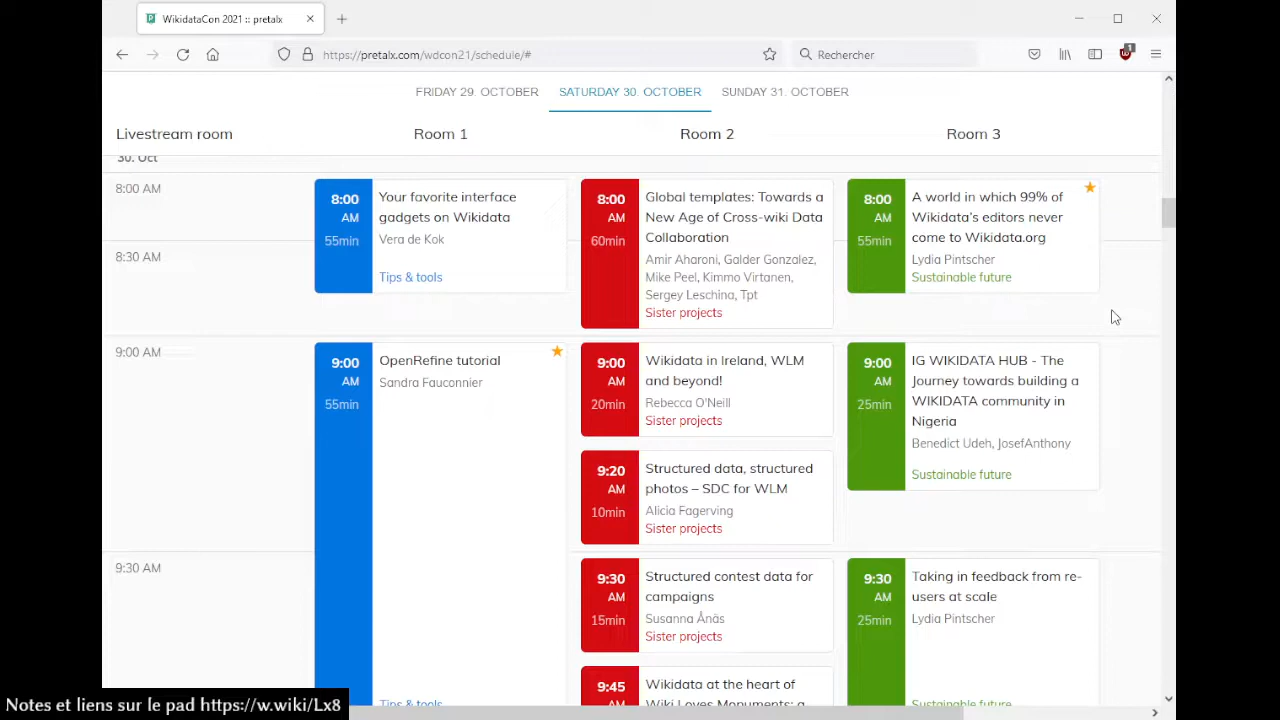 WikidataCon 2021 :: pretalx
https://pretalx.com/wdcon21/schedule/#
Rechercher
1
FRIDAY 29. OCTOBER
SATURDAY 30. OCTOBER
SUNDAY 31. OCTOBER
Livestream room
Room 1
Room 2
Room 3
30. Oct
8:00 AM
8:00
AM
55min
Your favorite interface
gadgets on Wikidata
Vera de Kok
Tips & tools
8:00
AM
60min
Global templates: Towards a
New Age of Cross-wiki Data
Collaboration
Amir Aharoni, Galder Gonzalez,
Mike Peel, Kimmo Virtanen,
Sergey Leschina, Tpt
Sister projects
8:00
AM
55min
A world in which 99% of
Wikidata's editors never
come to Wikidata.org
Lydia Pintscher
Sustainable future
8:30 AM
9:00 AM
9:00
AM
55min
OpenRefine tutorial
Sandra Fauconnier
9:00
AM
20min
Wikidata in Ireland, WLM
and beyond!
Rebecca O'Neill
Sister projects
9:00
AM
25min
IG WIKIDATA HUB - The
Journey towards building a
WIKIDATA community in
Nigeria
Benedict Udeh, JosefAnthony
Sustainable future
9:20
AM
10min
Structured data, structured
photos – SDC for WLM
Alicia Fagerving
Sister projects
9:30 AM
9:30
AM
15min
Structured contest data for
campaigns
Susanna Ånäs
Sister projects
9:30
AM
25min
Taking in feedback from re-
users at scale
Lydia Pintscher
9:45
AM
Wikidata at the heart of
Wiki Loves Monuments: a
Tips & tools
Sustainable future
Notes et liens sur le pad https://w.wiki/Lx8